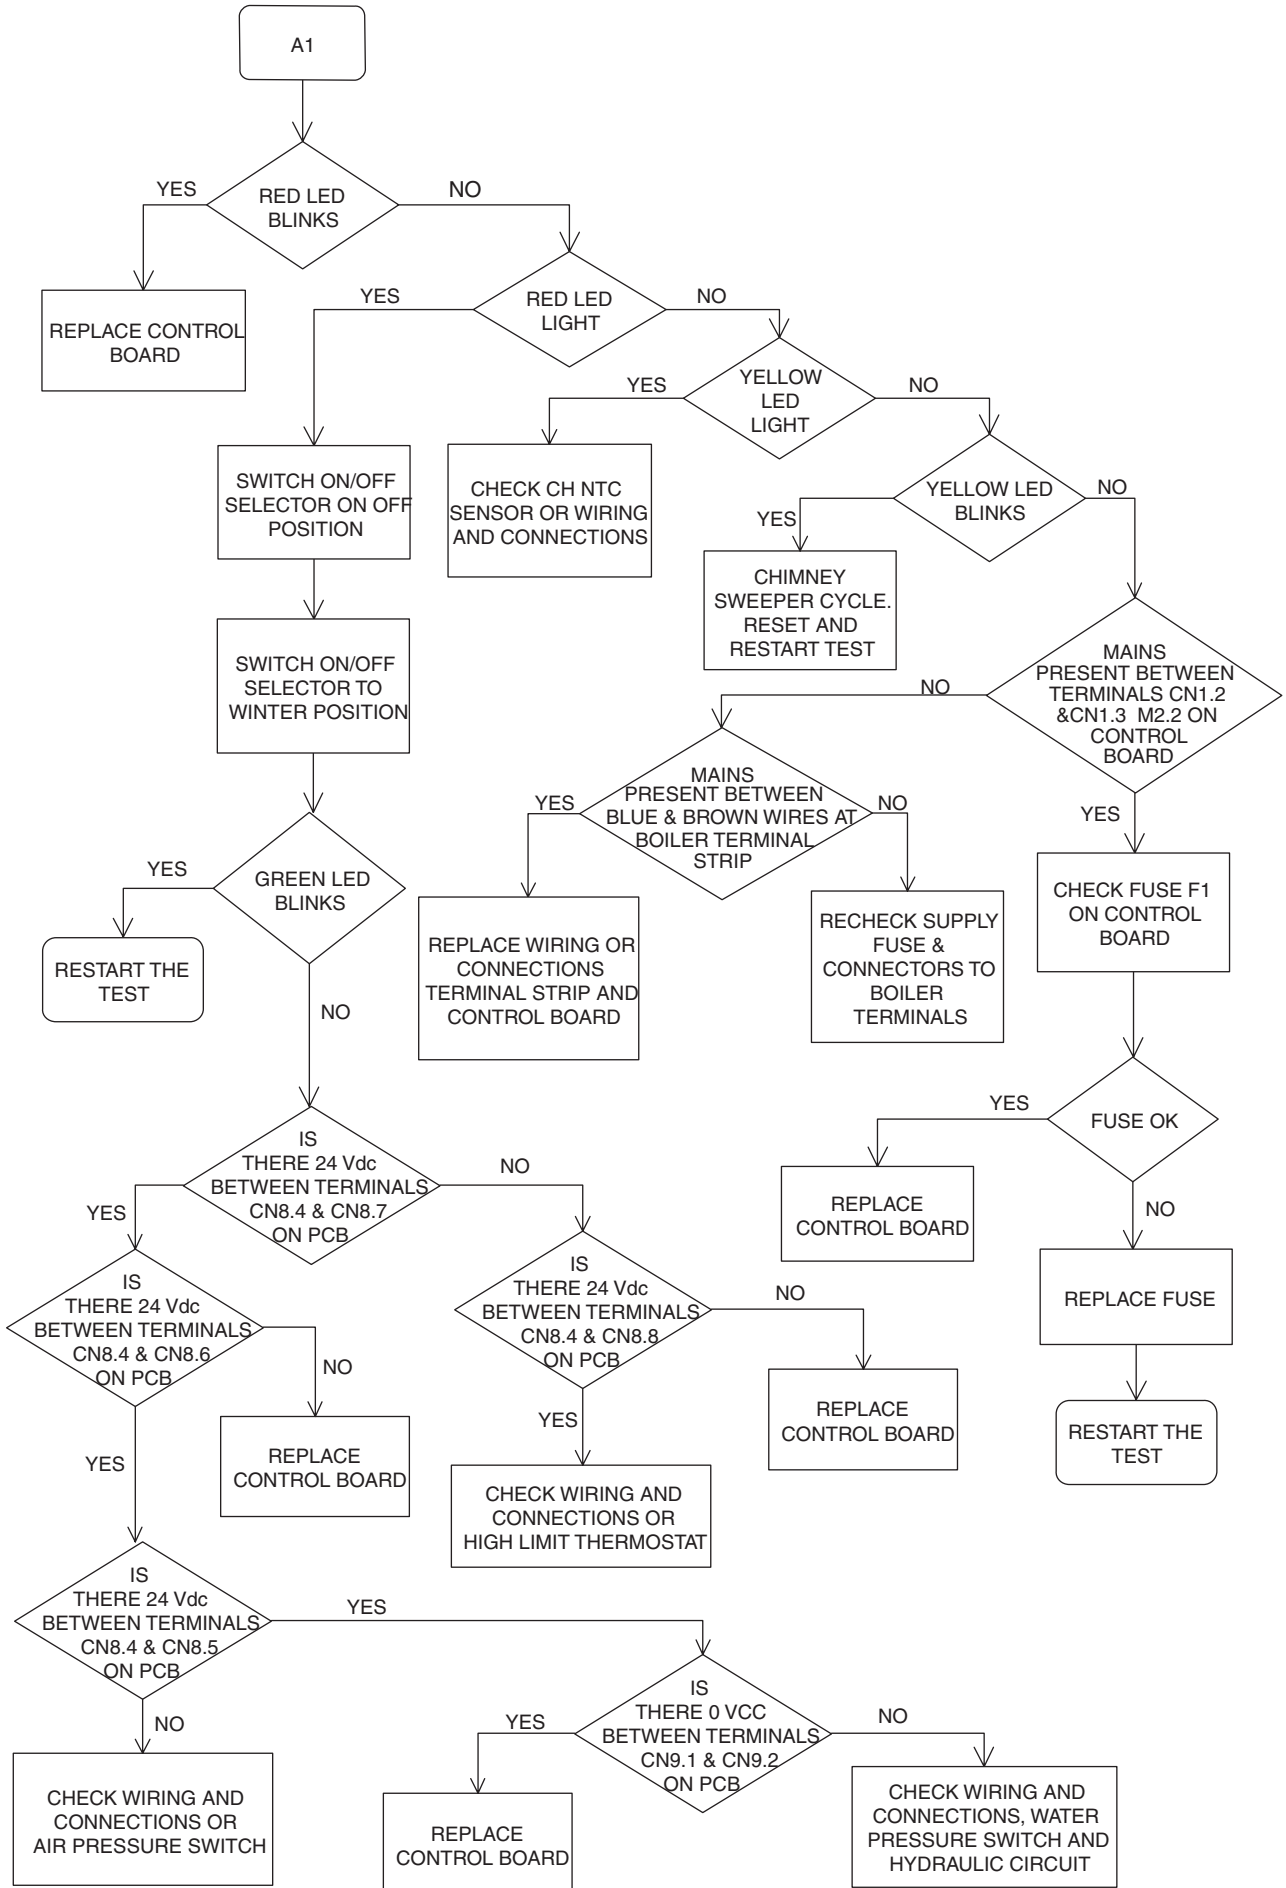 A1
YES
RED LED
BLINKS
NO
REPLACE CONTROL
BOARD
YES
RED LED
LIGHT
NO
YES
YELLOW
LED
LIGHT
NO
SWITCH ON/OFF
SELECTOR ON OFF
POSITION
CHECK CH NTC
SENSOR OR WIRING
AND CONNECTIONS
YELLOW LED
BLINKS
NO
YES
CHIMNEY
SWEEPER CYCLE.
RESET AND
RESTART TEST
SWITCH ON/OFF
SELECTOR TO
WINTER POSITION
MAINS
PRESENT BETWEEN
TERMINALS CN1.2
&CN1.3 M2.2 ON
CONTROL
BOARD
NO
YES
MAINS
PRESENT BETWEEN
BLUE & BROWN WIRES AT
BOILER TERMINAL
STRIP
YES
NO
YES
GREEN LED
BLINKS
RESTART THE
TEST
NO
REPLACE WIRING OR
CONNECTIONS
TERMINAL STRIP AND
CONTROL BOARD
RECHECK SUPPLY
FUSE &
CONNECTORS TO
BOILER
TERMINALS
CHECK FUSE F1
ON CONTROL
BOARD
YES
FUSE OK
NO
REPLACE
CONTROL BOARD
REPLACE FUSE
RESTART THE
TEST
IS
THERE 24 Vdc
BETWEEN TERMINALS
CN8.4 & CN8.7
ON PCB
YES
NO
IS
THERE 24 Vdc
BETWEEN TERMINALS
CN8.4 & CN8.6
ON PCB
NO
REPLACE
CONTROL BOARD
YES
IS
THERE 24 Vdc
BETWEEN TERMINALS
CN8.4 & CN8.8
ON PCB
NO
REPLACE
CONTROL BOARD
YES
CHECK WIRING AND
CONNECTIONS OR
HIGH LIMIT THERMOSTAT
IS
THERE 24 Vdc
BETWEEN TERMINALS
CN8.4 & CN8.5
ON PCB
YES
NO
CHECK WIRING AND
CONNECTIONS OR
AIR PRESSURE SWITCH
IS
THERE 0 VCC
BETWEEN TERMINALS
CN9.1 & CN9.2
ON PCB
YES
NO
REPLACE
CONTROL BOARD
CHECK WIRING AND
CONNECTIONS, WATER
PRESSURE SWITCH AND
HYDRAULIC CIRCUIT